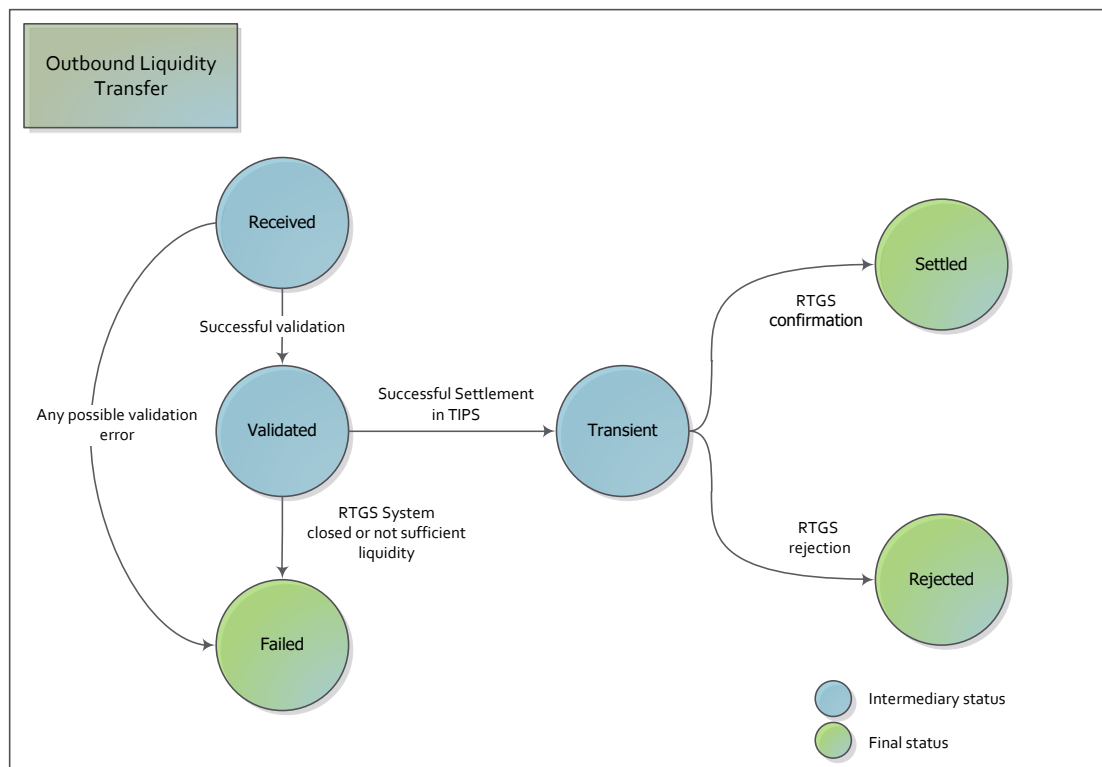 Outbound Liquidity
Transfer
Received
Successful validation
Any possible validation
error
Validated
Successful Settlement
in TIPS
Transient
RTGS System
closed or not sufficient
liquidity
Failed
Settled
RTGS
confirmation
RTGS
rejection
Rejected
Intermediary status
Final status